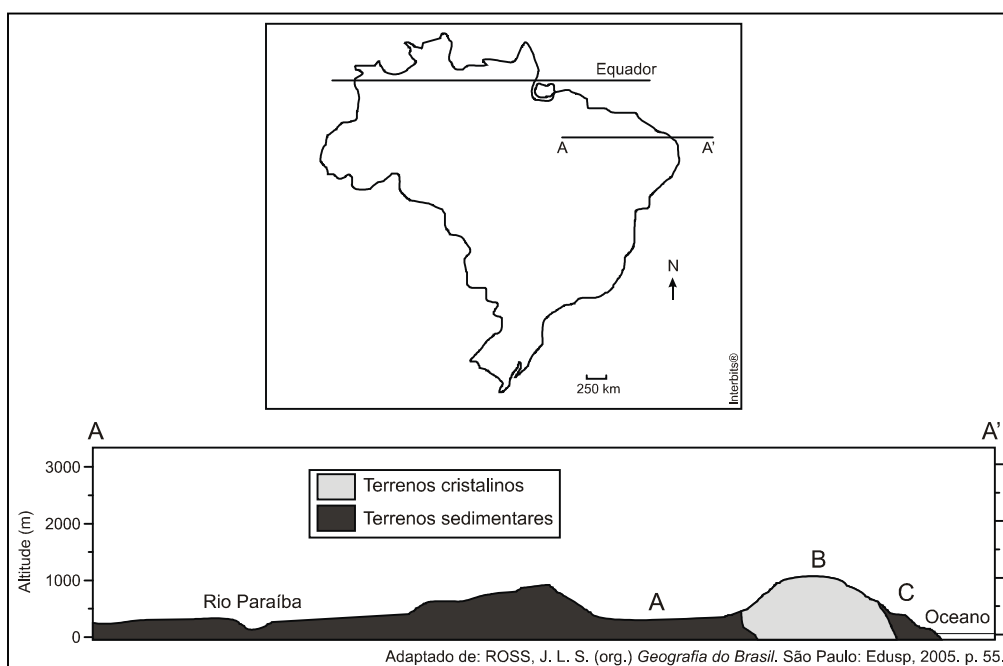 Equador
A
A'
N
250 km
Interbits®
A
A'
Altitude (m)
3000
2000
1000
0
Terrenos cristalinos
Terrenos sedimentares
Rio Paraíba
A
B
C
Oceano
Adaptado de: ROSS, J. L. S. (org.) Geografia do Brasil. São Paulo: Edusp, 2005. p. 55.